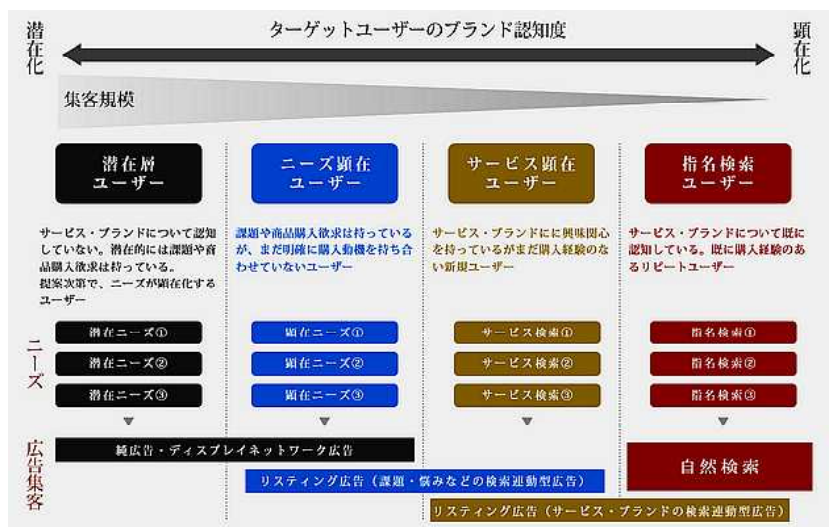 ターゲットユーザーのブランド認知度
潜在化
顕在化
集客規模
潜在層
ユーザー
ニーズ顕在
ユーザー
サービス顕在
ユーザー
指名検索
ユーザー
サービス・ブランドについて認知
していない。潜在的には課題や商
品購入欲求は持っている。
提案次第で、ニーズが顕在化する
ユーザー
課題や商品購入欲求は持っている
が、まだ明確に購入動機を持ち合
わせていないユーザー
サービス・ブランドにに興味関心
を持っているがまだ購入経験のな
い新規ユーザー
サービス・ブランドについて既に
認知している。既に購入経験のあ
るリピートユーザー
ニーズ
潜在ニーズ①
潜在ニーズ②
潜在ニーズ③
顕在ニーズ①
顕在ニーズ②
顕在ニーズ③
サービス検索①
サービス検索②
サービス検索③
指名検索①
指名検索②
指名検索③
広告集客
純広告・ディスプレイネットワーク広告
リスティング広告（課題・悩みなどの検索連動型広告）
リスティング広告（サービス・ブランドの検索連動型広告）
自然検索